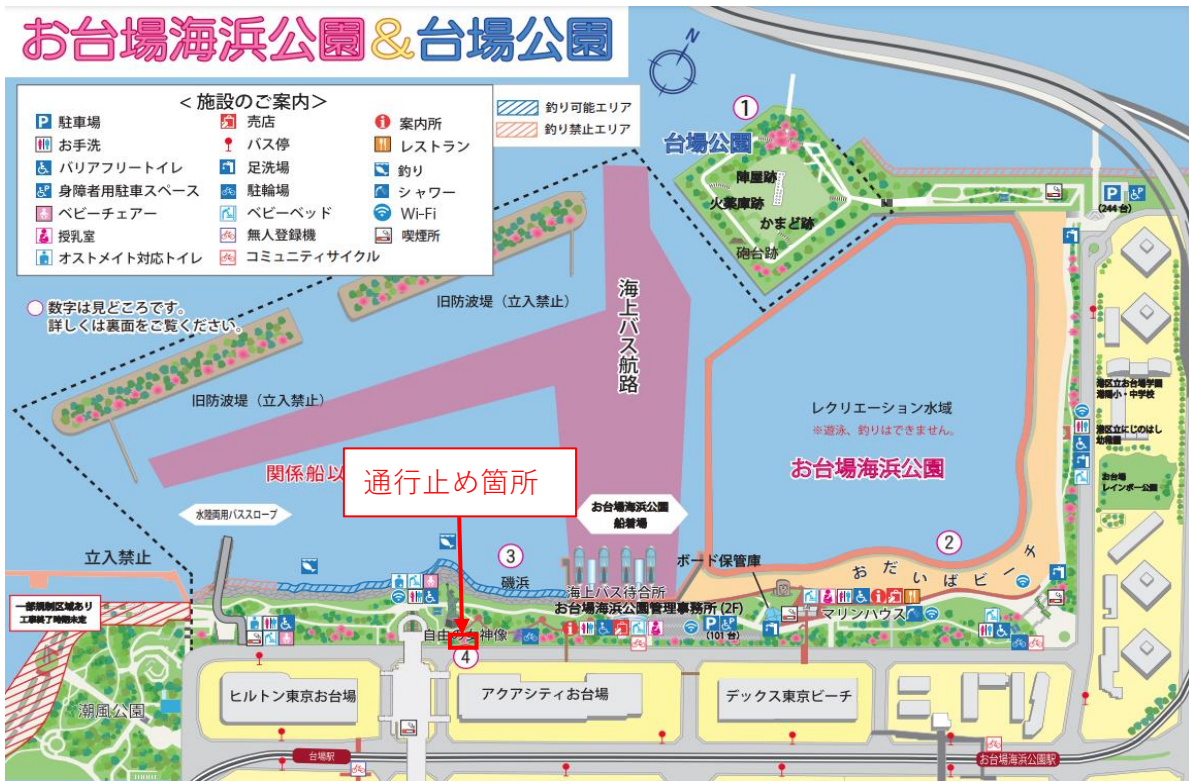 お台場海浜公園&台場公園
N
<施設のご案内>
駐車場
お手洗
バリアフリートイレ
身障者用駐車スペース
ベビーチェアー
授乳室
オストメイト対応トイレ
売店
バス停
足洗場
駐輪場
ベビーベッド
無人登録機
コミュニティサイクル
案内所
レストラン
釣り
シャワー
Wi-Fi
喫煙所
釣り可能エリア
釣り禁止エリア
数字は見どころです。
詳しくは裏面をご覧ください。
①
台場公園
陣屋跡
火薬庫跡
かまど跡
砲台跡
P
(244台)
旧防波堤(立入禁止)
旧防波堤(立入禁止)
海上バス航路
レクリエーション水域
※遊泳、釣りはできません。
お台場海浜公園
港区立お台場学園
港陽小・中学校
港区立にじのはし
幼稚園
お台場
レインボー公園
関係船以
通行止め箇所
水陸両用バススロープ
お台場海浜公園
船着場
立入禁止
一部規制区域あり
工事終了時期未定
③
磯浜
②
おだいばビーチ
ボード保管庫
海上バス待合所
お台場海浜公園管理事務所(2F)
P
(101台)
マリンハウス
自由の女神像
④
潮風公園
ヒルトン東京お台場
アクアシティお台場
デックス東京ビーチ
台場駅
お台場海浜公園駅